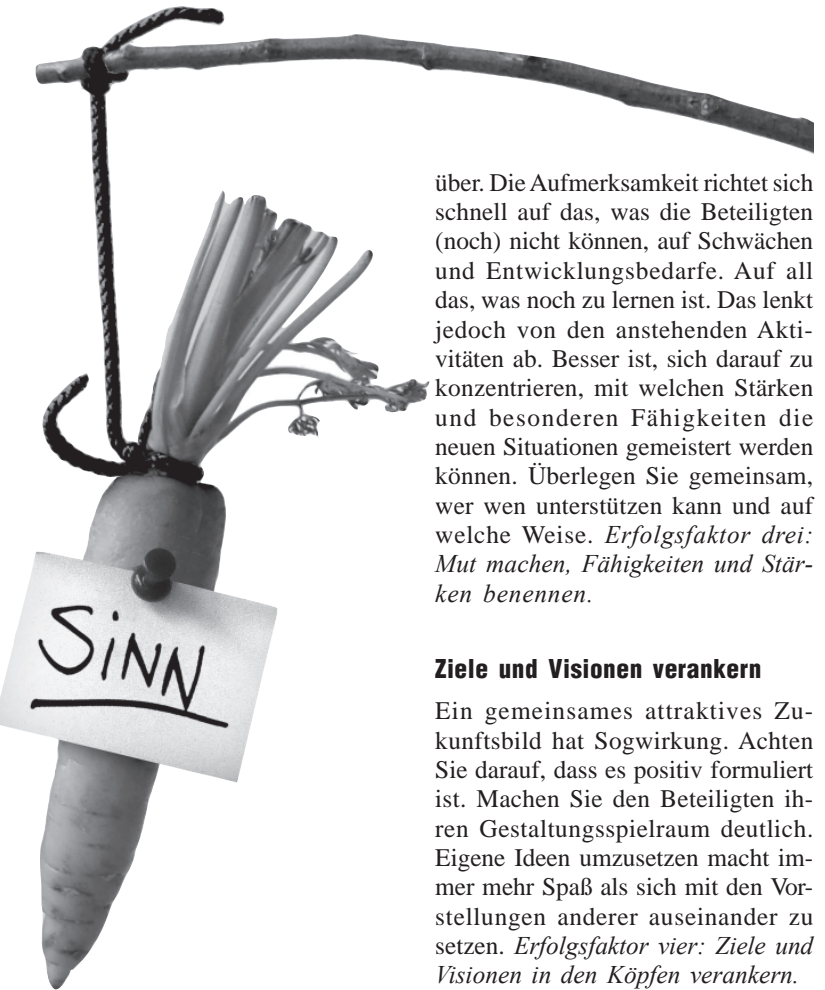 über. Die Aufmerksamkeit richtet sich
schnell auf das, was die Beteiligten
(noch) nicht können, auf Schwächen
und Entwicklungsbedarfe. Auf all
das, was noch zu lernen ist. Das lenkt
jedoch von den anstehenden Akti-
vitäten ab. Besser ist, sich darauf zu
konzentrieren, mit welchen Stärken
und besonderen Fähigkeiten die
neuen Situationen gemeistert werden
können. Überlegen Sie gemeinsam,
wer wen unterstützen kann und auf
welche Weise. Erfolgsfaktor drei:
Mut machen, Fähigkeiten und Stär-
ken benennen.
Ziele und Visionen verankern
Ein gemeinsames attraktives Zu-
kunftsbild hat Sogwirkung. Achten
Sie darauf, dass es positiv formuliert
ist. Machen Sie den Beteiligten ih-
ren Gestaltungsspielraum deutlich.
Eigene Ideen umzusetzen macht im-
mer mehr Spaß als sich mit den Vor-
stellungen anderer auseinander zu
setzen. Erfolgsfaktor vier: Ziele und
Visionen in den Köpfen verankern.
SiNN